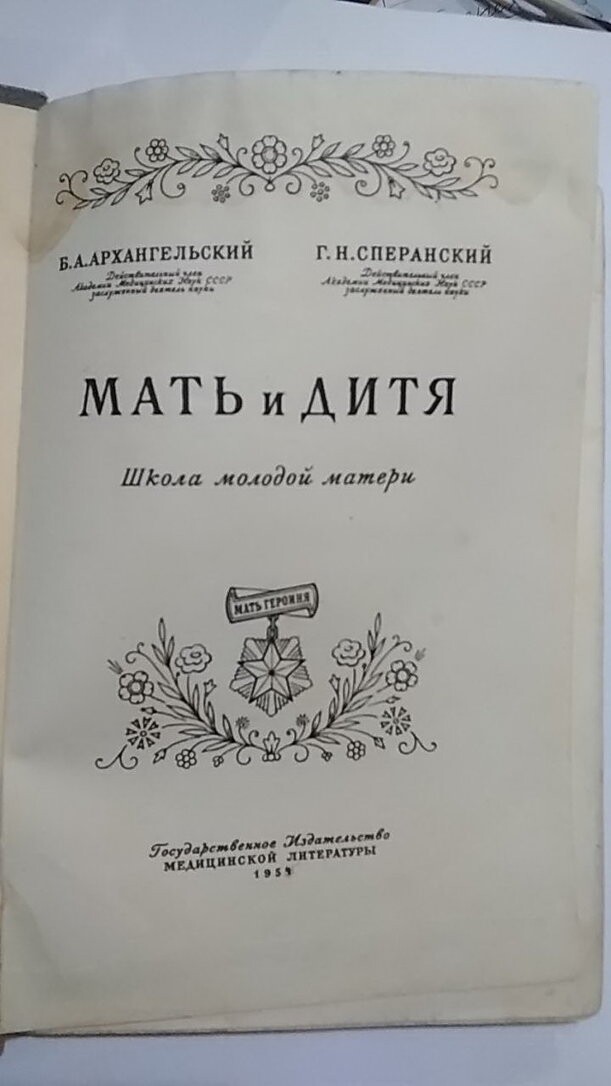 Б.А.АРХАНГЕЛЬСКИЙ
Действительный член
Академии Медицинских Наук СССР
заслуженный деятель науки
Г.Н.СПЕРАНСКИЙ
Действительный член
Академии Медицинских Наук СССР
заслуженный деятель науки
МАТЬ и ДИТЯ
Школа молодой матери
МАТЬ ГЕРОИНЯ
Государственное Издательство
МЕДИЦИНСКОЙ ЛИТЕРАТУРЫ